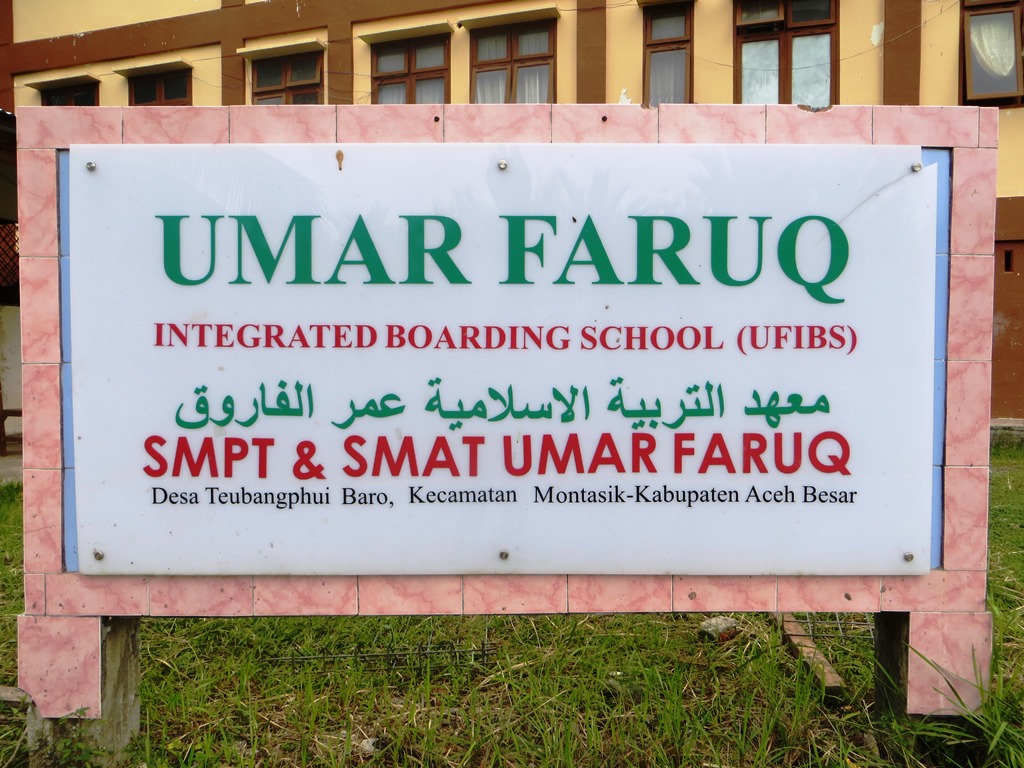 UMAR FARUQ
INTEGRATED BOARDING SCHOOL (UFIBS)
معهد التربية الاسلامية عمر الفاروق
SMPT & SMAT UMAR FARUQ
Desa Teubangphui Baro, Kecamatan Montasik-Kabupaten Aceh Besar